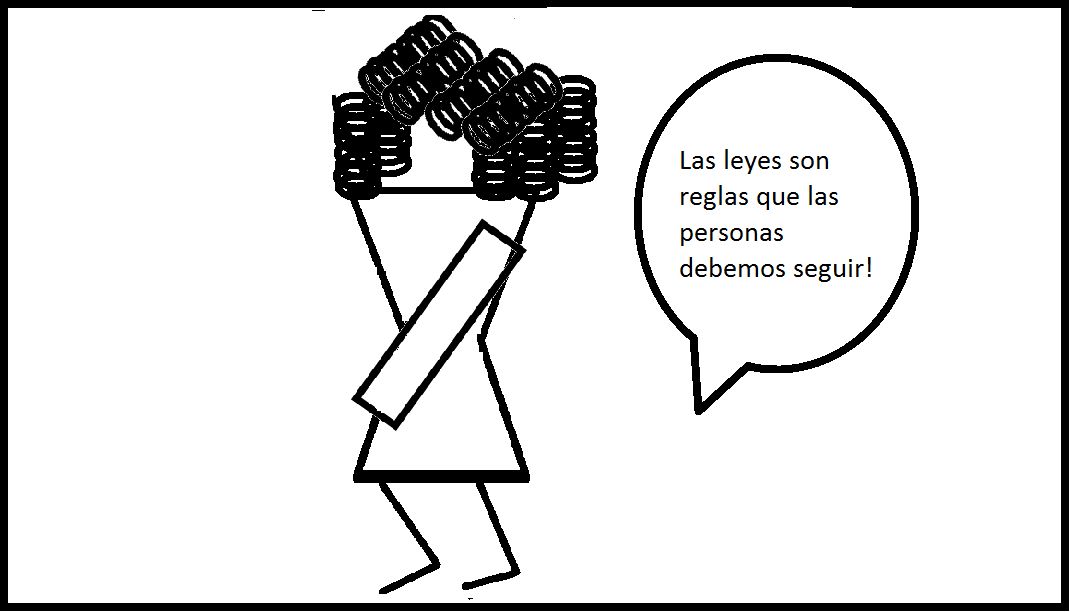 Las leyes son
reglas que las
personas
debemos seguir!